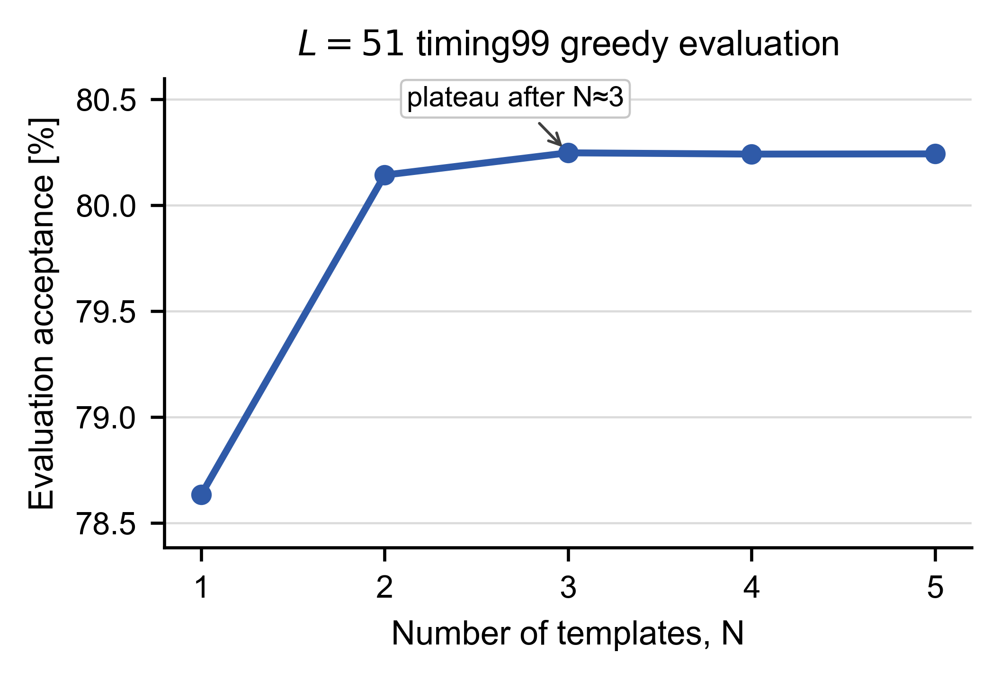 L = 51 timing99 greedy evaluation
plateau after N≈3
Evaluation acceptance [%]
80.5
80.0
79.5
79.0
78.5
1 2 3 4 5
Number of templates, N